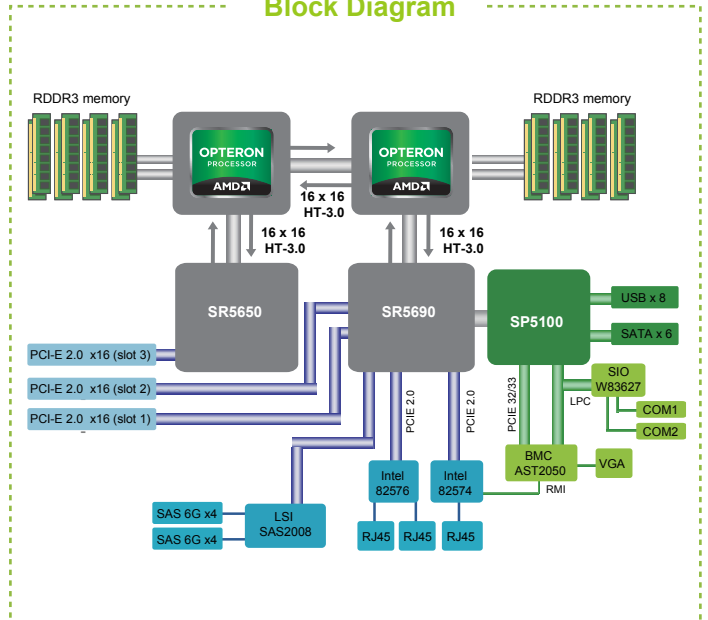 Block Diagram
RDDR3 memory
RDDR3 memory
OPTERON
PROCESSOR
AMD
OPTERON
PROCESSOR
AMD
16 x 16
HT-3.0
16 x 16
HT-3.0
16 x 16
HT-3.0
SR5650
SR5690
SP5100
USB x 8
SATA x 6
PCI-E 2.0 x16 (slot 3)
PCI-E 2.0 x16 (slot 2)
PCI-E 2.0 x16 (slot 1)
PCIE 2.0
PCIE 2.0
PCIE 32/33
LPC
SIO
W83627
COM1
COM2
BMC
AST2050
VGA
RMI
Intel
82576
Intel
82574
SAS 6G x4
SAS 6G x4
LSI
SAS2008
RJ45
RJ45
RJ45